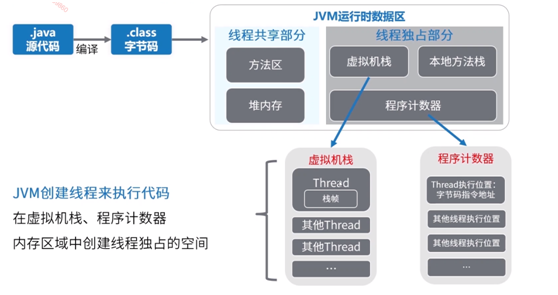 JVM运行时数据区
.java
源代码
编译
.class
字节码
线程共享部分
方法区
堆内存
线程独占部分
虚拟机栈
本地方法栈
程序计数器
JVM创建线程来执行代码
在虚拟机栈、程序计数器
内存区域中创建线程独占的空间
虚拟机栈
Thread
栈帧
其他Thread
其他Thread
...
程序计数器
Thread执行位置:
字节码指令地址
其他线程执行位置
其他线程执行位置
...